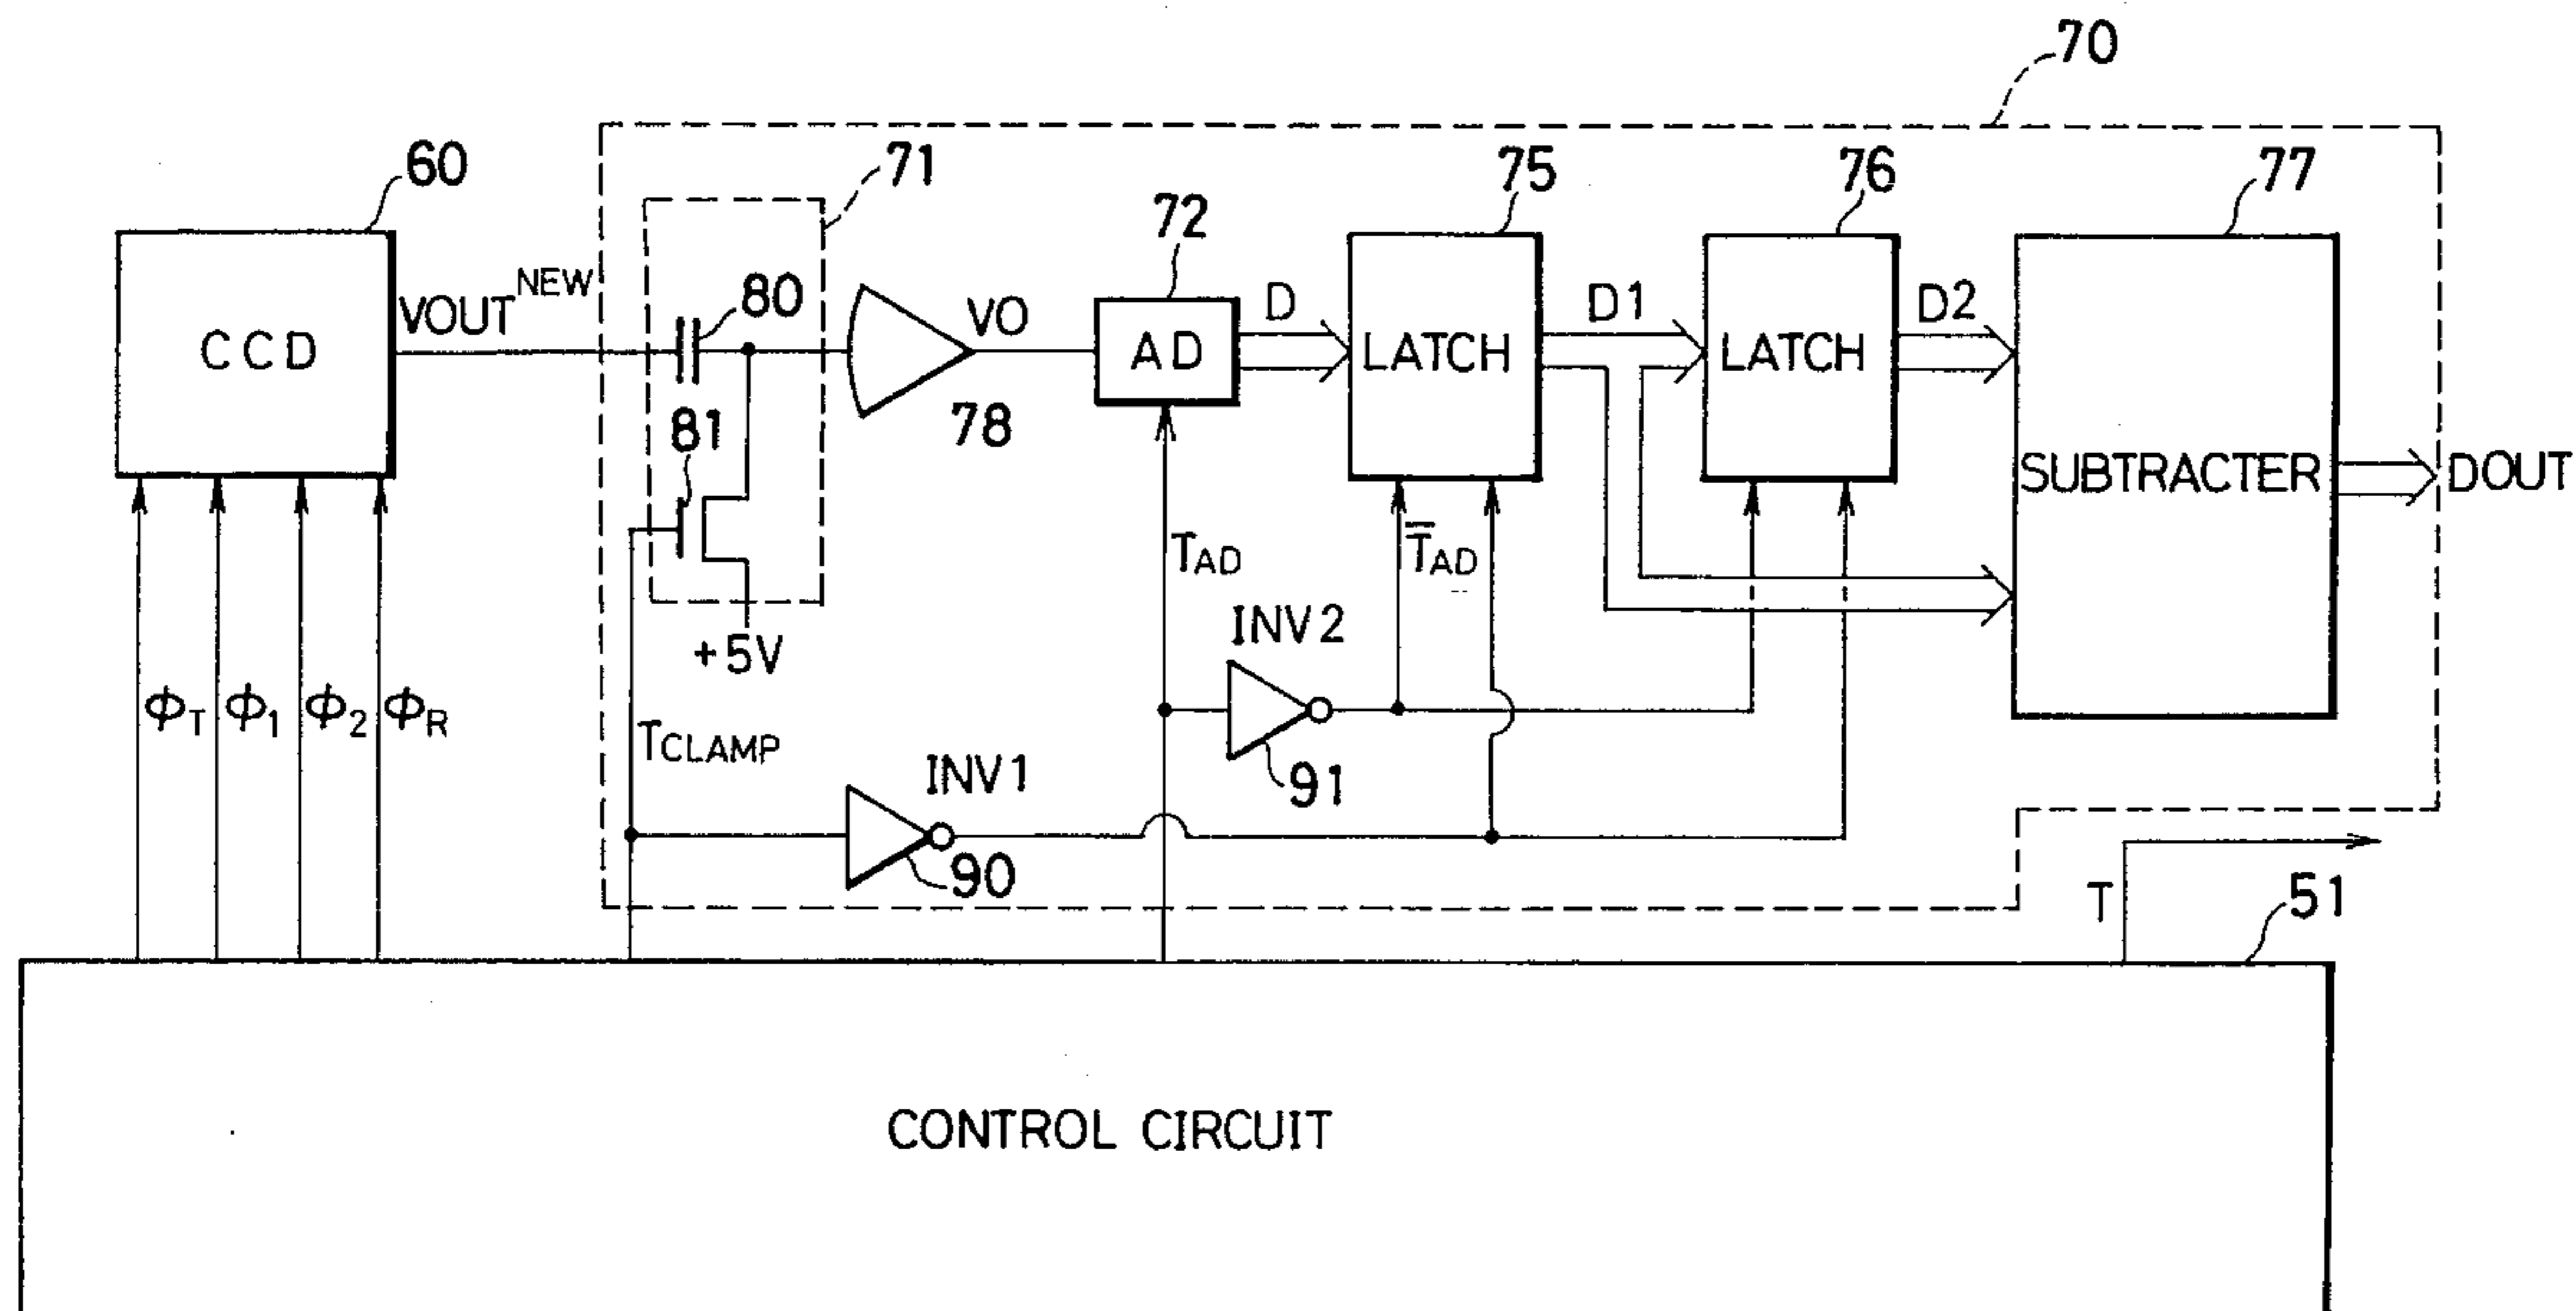 70
60
71
75
76
77
72
CCD
VOUT^NEW
80
VO
AD
D
LATCH
D1
LATCH
D2
78
81
SUBTRACTER
DOUT
TAD
T̅AD
+5V
INV2
91
ΦT
Φ1
Φ2
ΦR
TCLAMP
INV1
90
T
51
CONTROL CIRCUIT